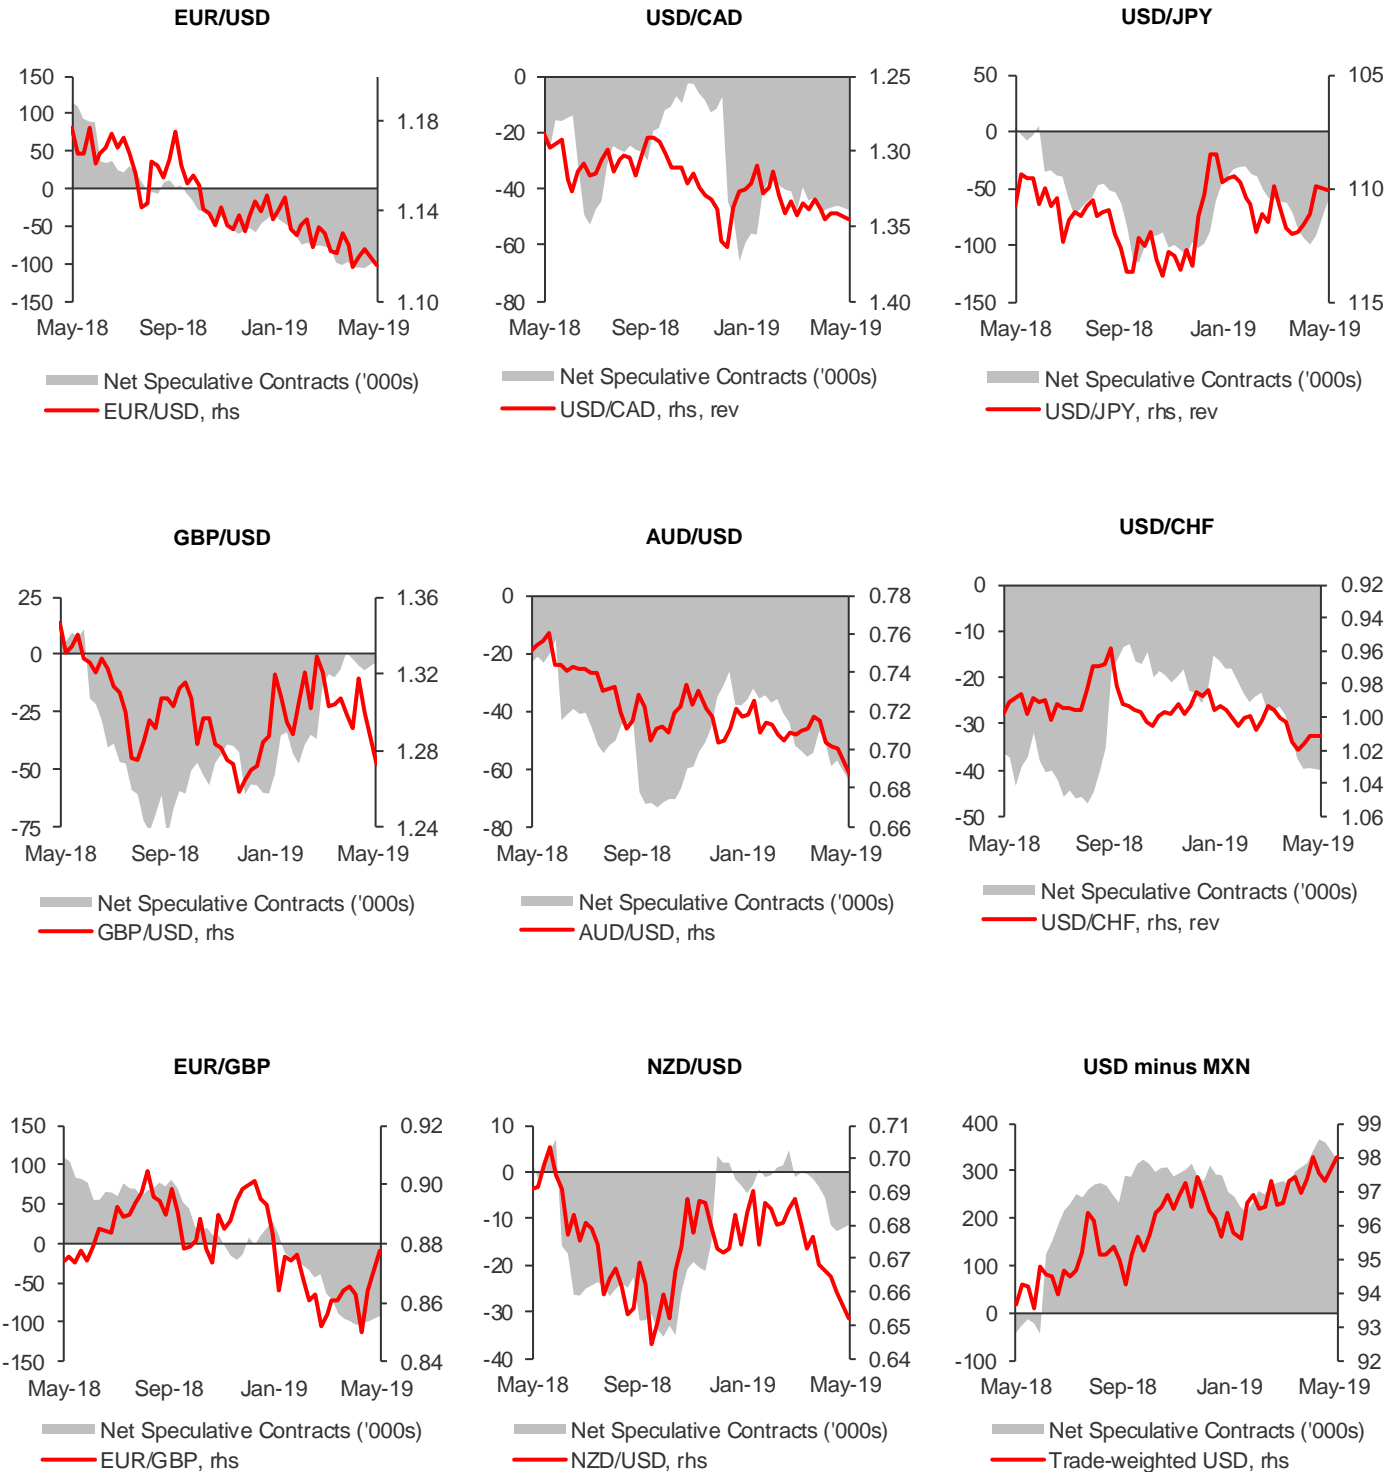 EUR/USD
150
100
50
0
-50
-100
-150
1.18
1.14
1.10
May-18 Sep-18 Jan-19 May-19
Net Speculative Contracts ('000s)
EUR/USD, rhs
USD/CAD
0
-20
-40
-60
-80
1.25
1.30
1.35
1.40
May-18 Sep-18 Jan-19 May-19
Net Speculative Contracts ('000s)
USD/CAD, rhs, rev
USD/JPY
50
0
-50
-100
-150
105
110
115
May-18 Sep-18 Jan-19 May-19
Net Speculative Contracts ('000s)
USD/JPY, rhs, rev
GBP/USD
25
0
-25
-50
-75
1.36
1.32
1.28
1.24
May-18 Sep-18 Jan-19 May-19
Net Speculative Contracts ('000s)
GBP/USD, rhs
AUD/USD
0
-20
-40
-60
-80
0.78
0.76
0.74
0.72
0.70
0.68
0.66
May-18 Sep-18 Jan-19 May-19
Net Speculative Contracts ('000s)
AUD/USD, rhs
USD/CHF
0
-10
-20
-30
-40
-50
0.92
0.94
0.96
0.98
1.00
1.02
1.04
1.06
May-18 Sep-18 Jan-19 May-19
Net Speculative Contracts ('000s)
USD/CHF, rhs, rev
EUR/GBP
150
100
50
0
-50
-100
-150
0.92
0.90
0.88
0.86
0.84
May-18 Sep-18 Jan-19 May-19
Net Speculative Contracts ('000s)
EUR/GBP, rhs
NZD/USD
10
0
-10
-20
-30
-40
0.71
0.70
0.69
0.68
0.67
0.66
0.65
0.64
May-18 Sep-18 Jan-19 May-19
Net Speculative Contracts ('000s)
NZD/USD, rhs
USD minus MXN
400
300
200
100
0
-100
99
98
97
96
95
94
93
92
May-18 Sep-18 Jan-19 May-19
Net Speculative Contracts ('000s)
Trade-weighted USD, rhs